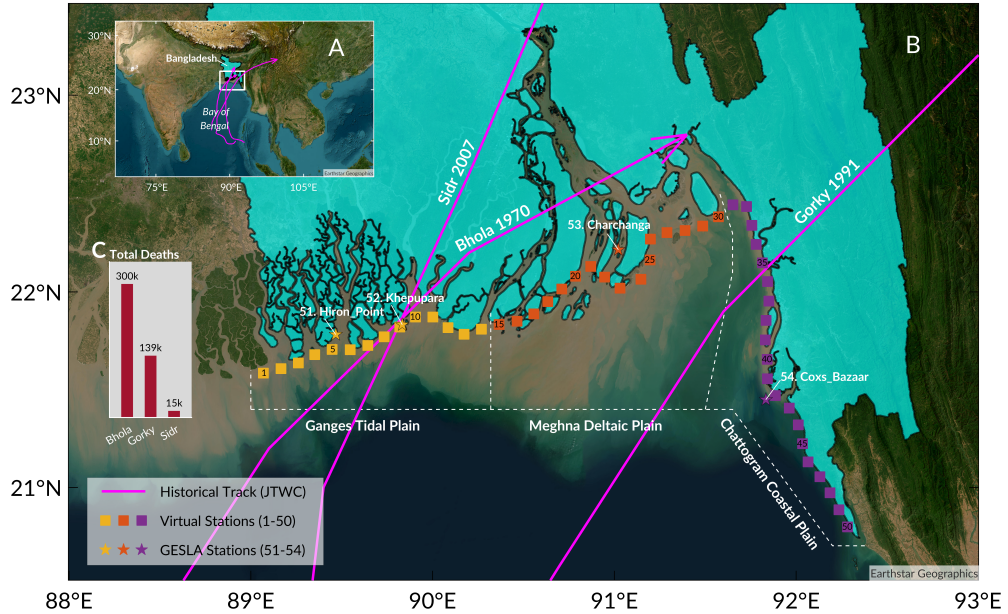 30°N
20°N
10°N
Bangladesh
Bay of
Bengal
A
Earthstar Geographics
75°E
90°E
105°E
B
23°N
22°N
21°N
Sidr 2007
Bhola 1970
Gorky 1991
53. Charchanga
52. Khepupara
51. Hiron_Point
54. Coxs_Bazaar
1
5
10
15
20
25
30
35
40
45
50
C
Total Deaths
300k
139k
15k
Bhola
Gorky
Sidr
Ganges Tidal Plain
Meghna Deltaic Plain
Chattogram Coastal Plain
Historical Track (JTWC)
Virtual Stations (1-50)
GESLA Stations (51-54)
Earthstar Geographics
88°E
89°E
90°E
91°E
92°E
93°E